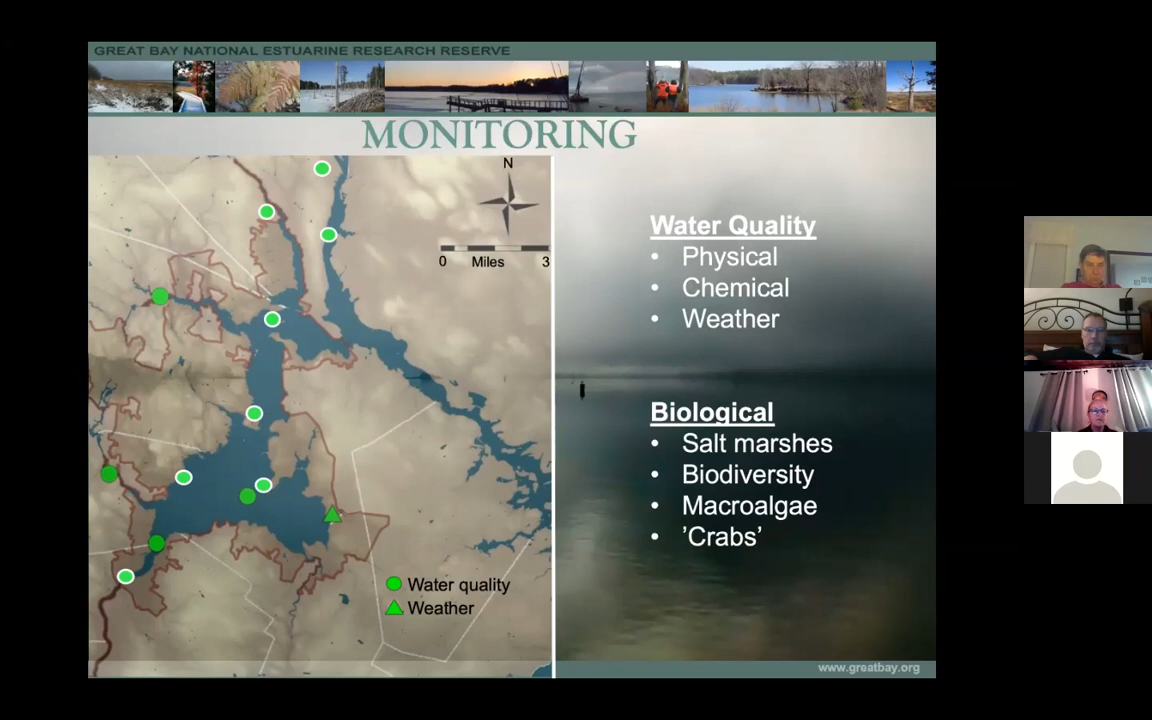 GREAT BAY NATIONAL ESTUARINE RESEARCH RESERVE
MONITORING
N
0 Miles 3
Water quality
Weather
Water Quality
• Physical
• Chemical
• Weather
Biological
• Salt marshes
• Biodiversity
• Macroalgae
• ’Crabs’
www.greatbay.org